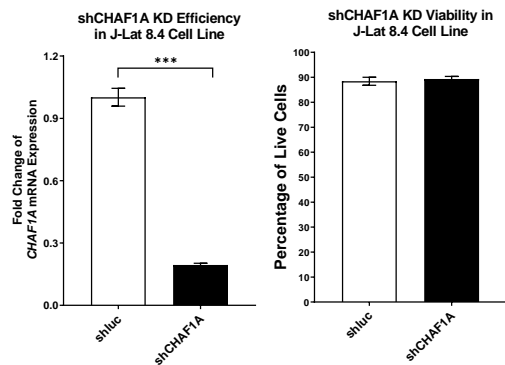 shCHAF1A KD Efficiency
in J-Lat 8.4 Cell Line
Fold Change of
CHAF1A mRNA Expression
1.2
0.9
0.6
0.3
0.0
***
shluc
shCHAF1A
shCHAF1A KD Viability in
J-Lat 8.4 Cell Line
Percentage of Live Cells
100
90
80
70
60
50
40
30
20
10
0
shluc
shCHAF1A